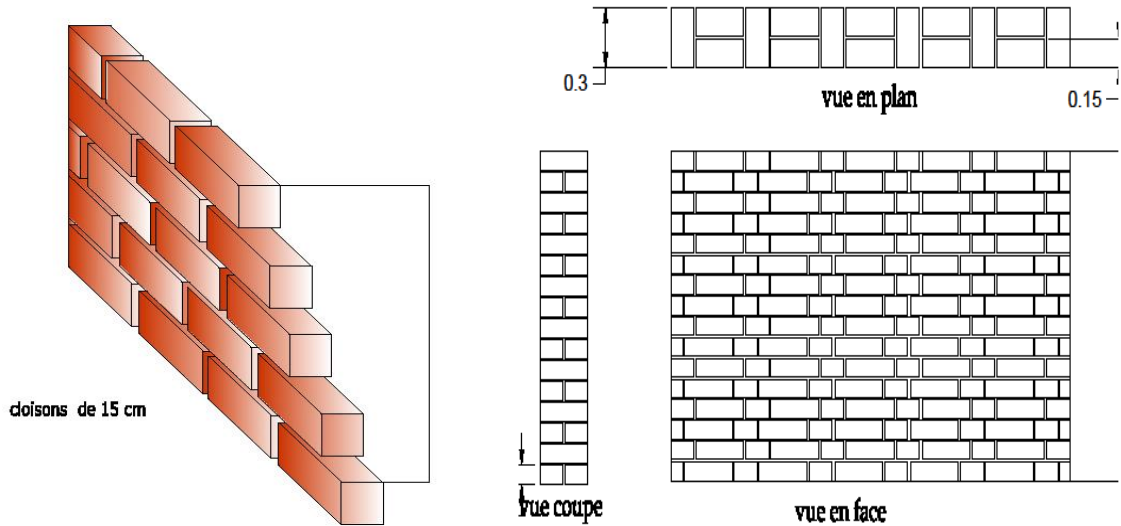 0.3
vue en plan
0.15
cloisons de 15 cm
vue coupe
vue en face